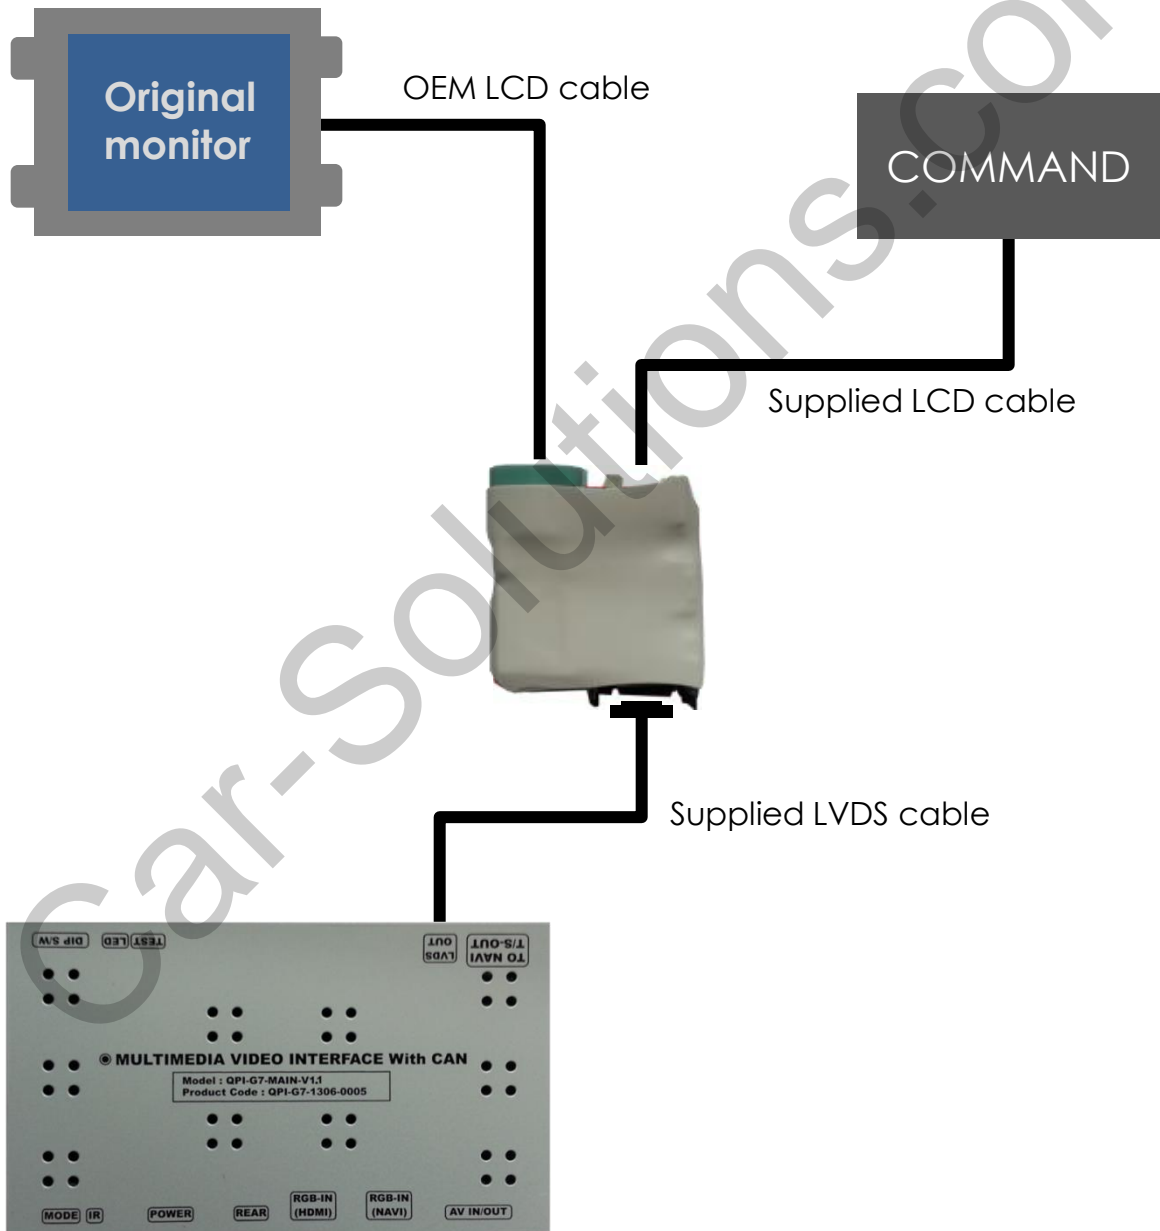 Original
monitor
OEM LCD cable
COMMAND
Supplied LCD cable
Supplied LVDS cable
DIP S/W
LED
TEST
LVDS
OUT
TO NAVI
T/S-OUT
MULTIMEDIA VIDEO INTERFACE With CAN
Model : QPI-G7-MAIN-V1.1
Product Code : QPI-G7-1306-0005
MODE
IR
POWER
REAR
RGB-IN
(HDMI)
RGB-IN
(NAVI)
AV IN/OUT
Car-Solutions.com